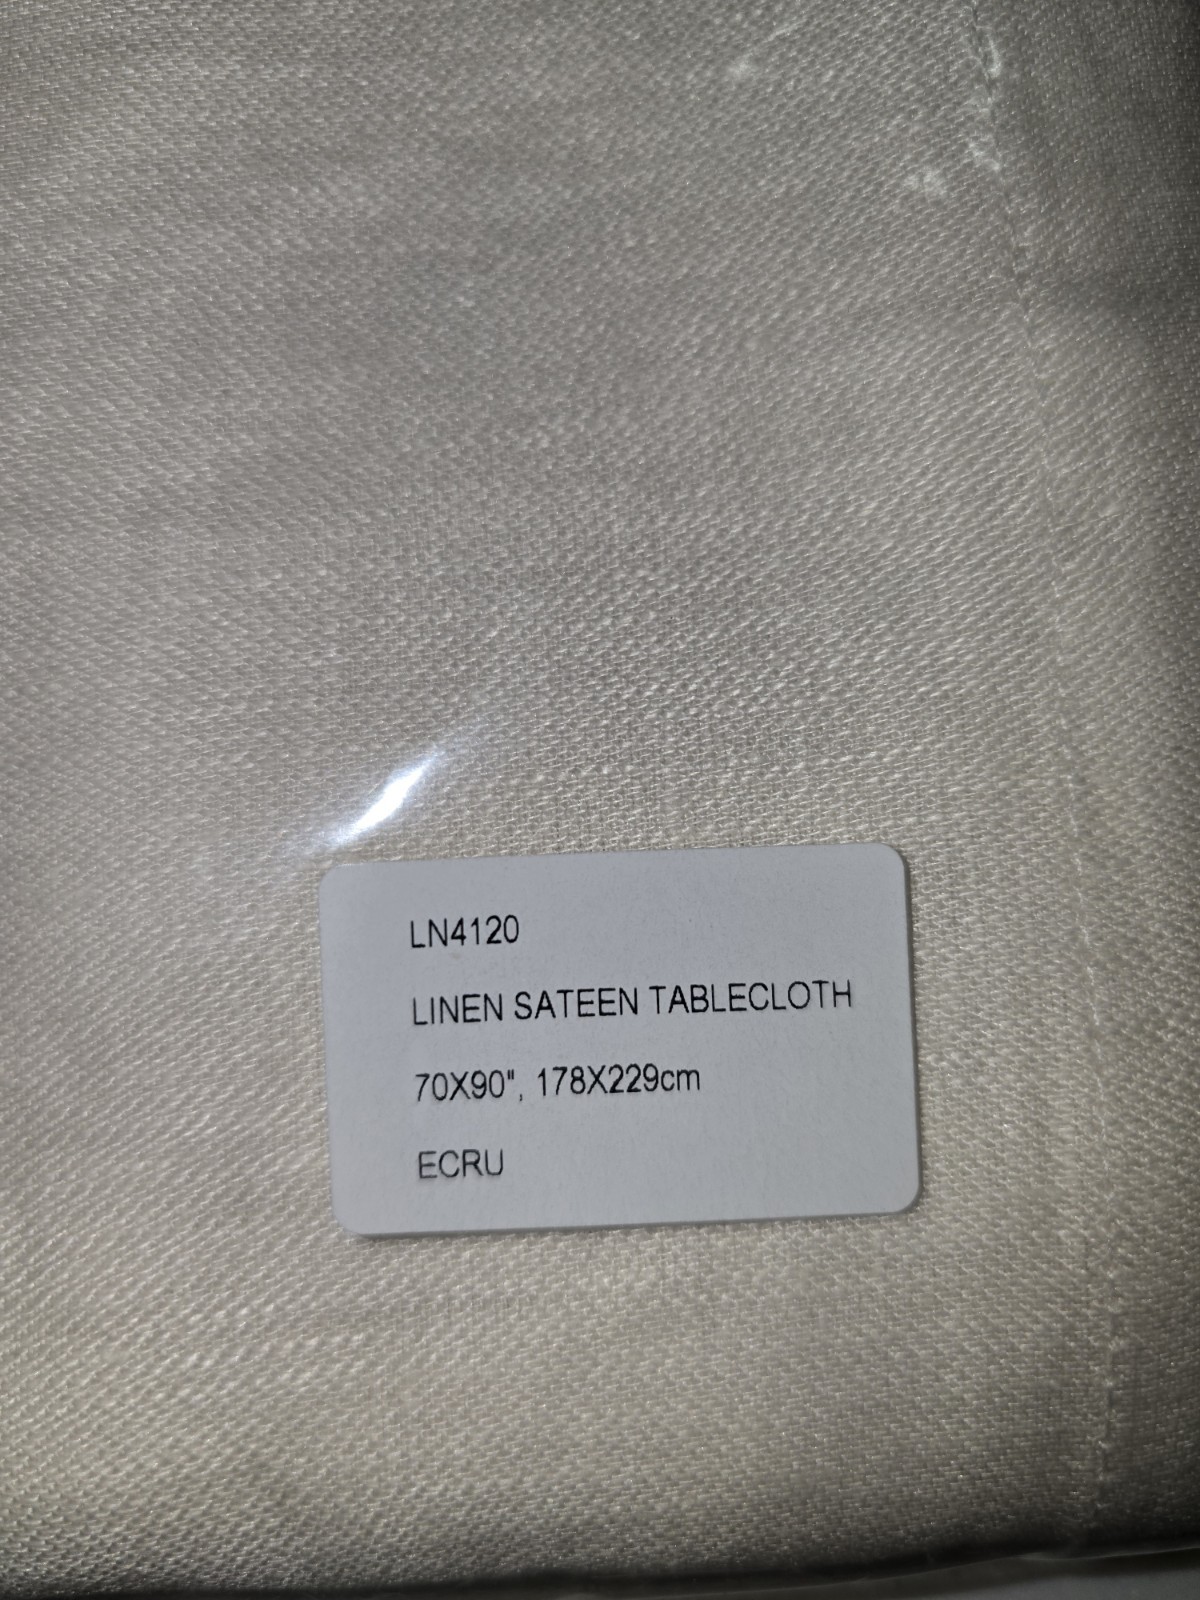 LN4120
LINEN SATEEN TABLECLOTH
70X90", 178X229cm
ECRU